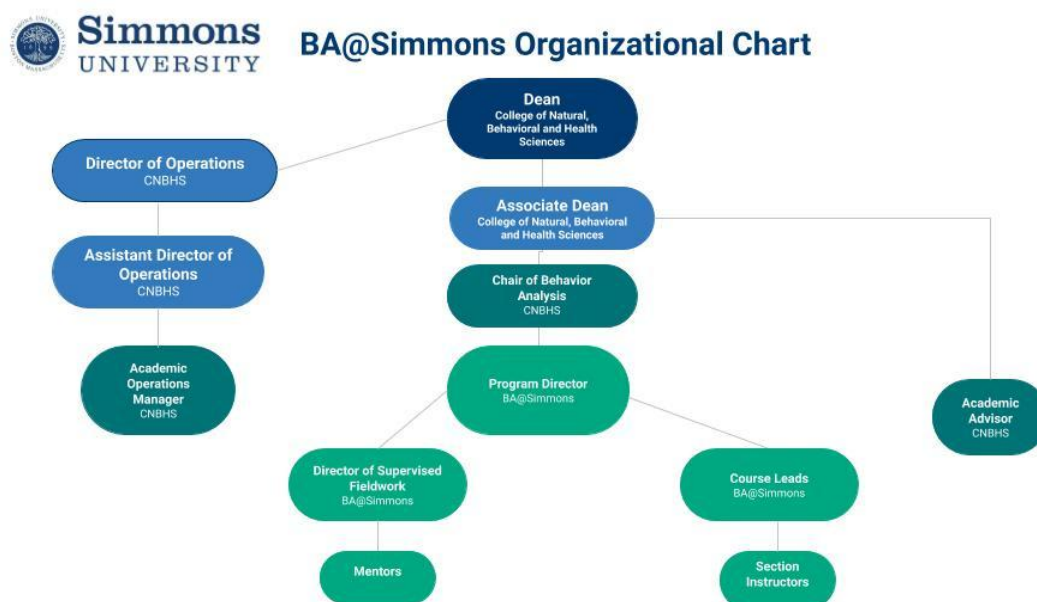 Simmons
UNIVERSITY
BA@Simmons Organizational Chart
Dean
College of Natural,
Behavioral and Health
Sciences
Director of Operations
CNBHS
Associate Dean
College of Natural, Behavioral
and Health Sciences
Assistant Director of
Operations
CNBHS
Chair of Behavior
Analysis
CNBHS
Academic
Operations
Manager
CNBHS
Program Director
BA@Simmons
Academic
Advisor
CNBHS
Director of Supervised
Fieldwork
BA@Simmons
Course Leads
BA@Simmons
Mentors
Section
Instructors